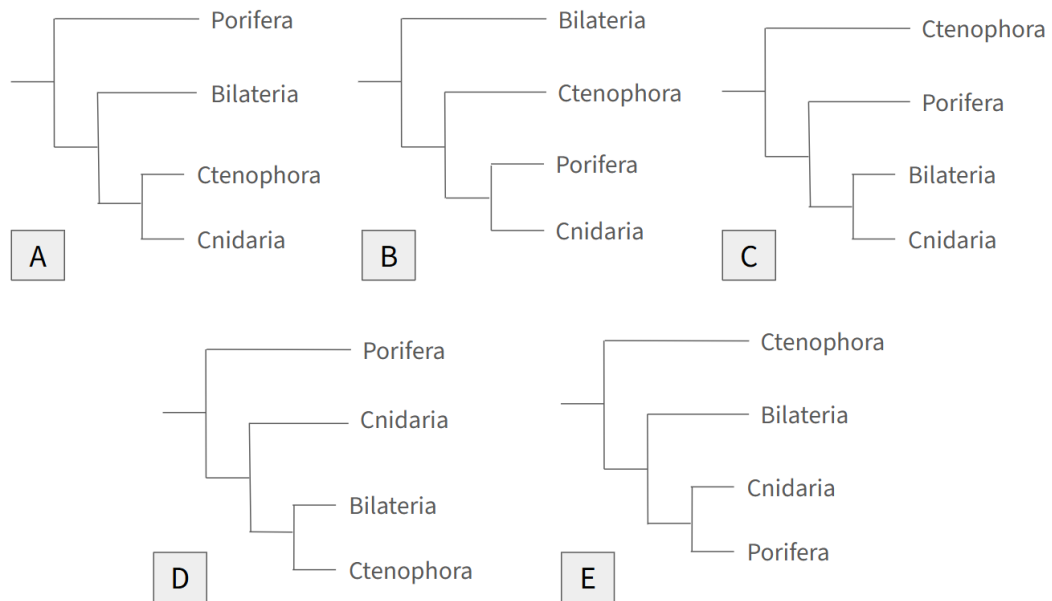 Porifera
Bilateria
Ctenophora
Cnidaria
A
Bilateria
Ctenophora
Porifera
Cnidaria
B
Ctenophora
Porifera
Bilateria
Cnidaria
C
Porifera
Cnidaria
Bilateria
Ctenophora
D
Ctenophora
Bilateria
Cnidaria
Porifera
E